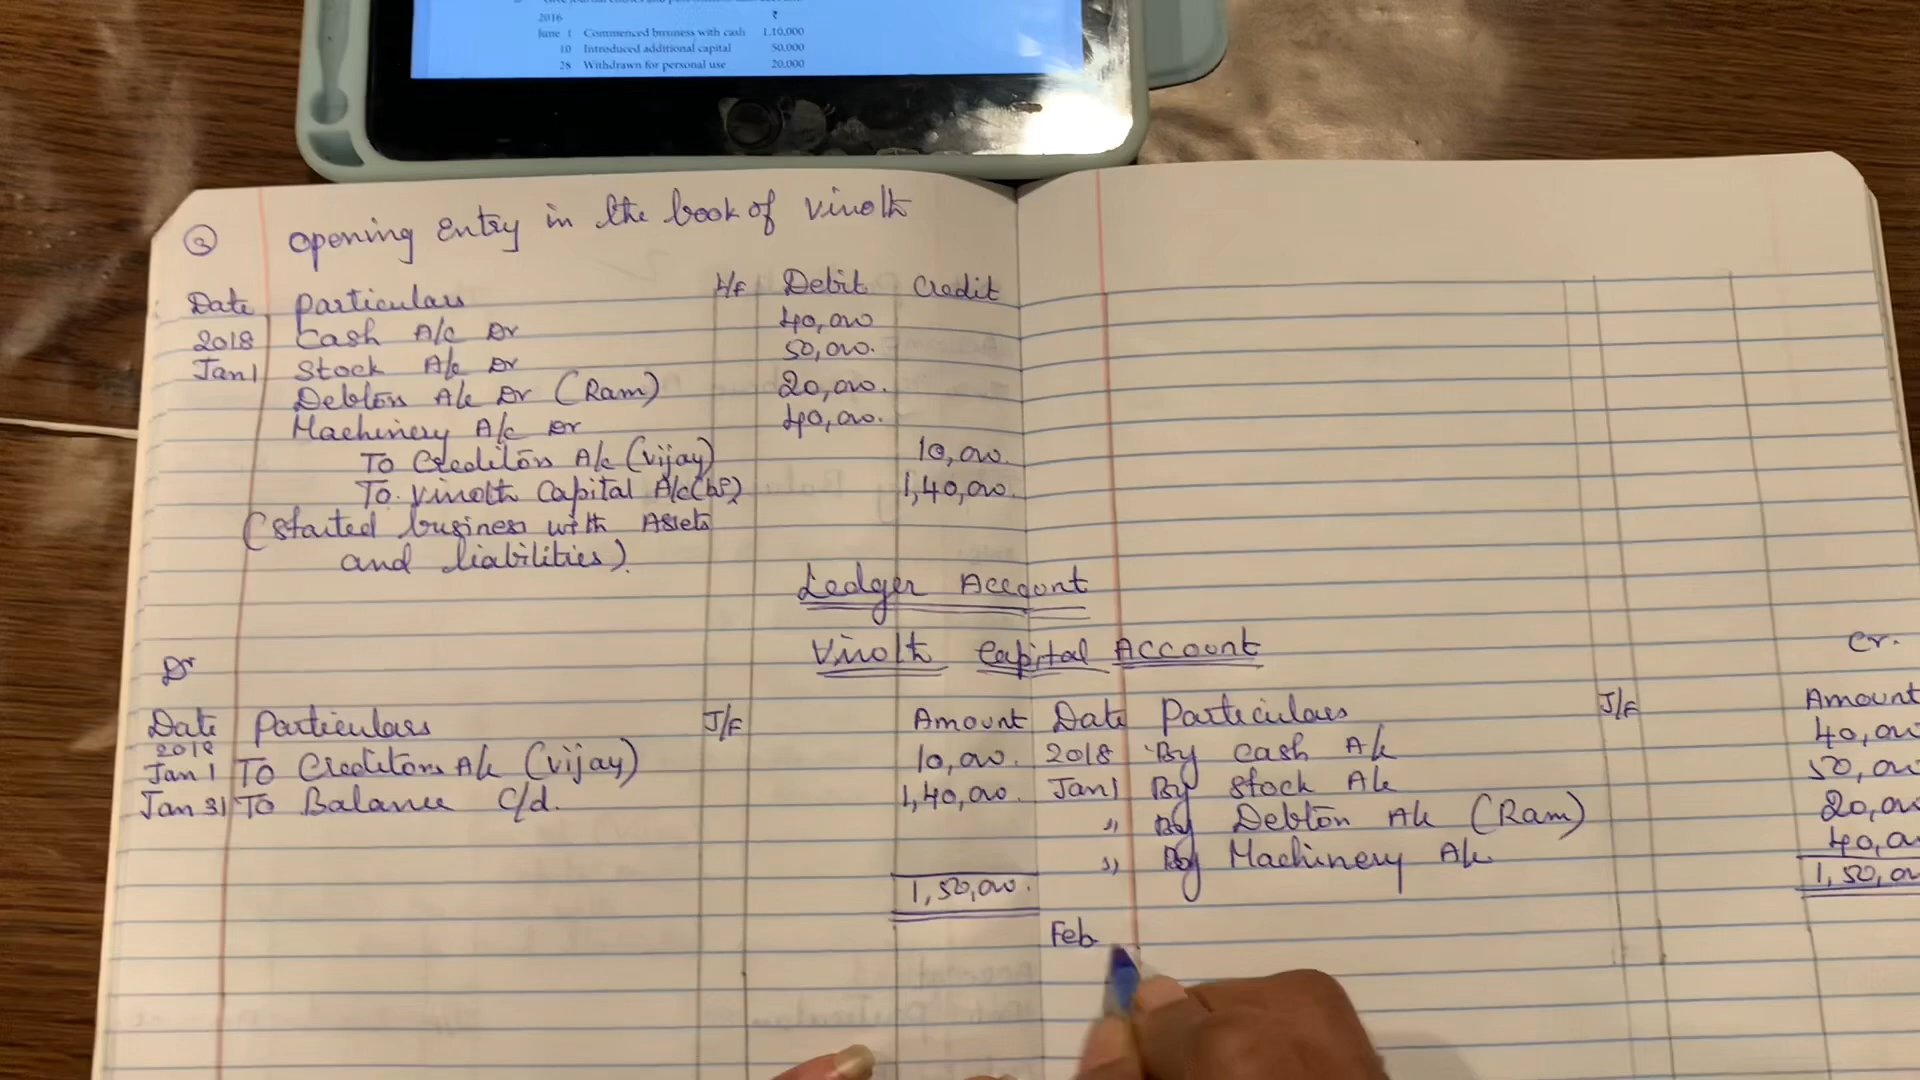 2016 ₹
June 1 Commenced business with cash 1,10,000
10 Introduced additional capital 50,000
28 Withdrawn for personal use 20,000
③ Opening Entry in the book of Vinoth
Date Particulars L/F Debit Credit
2018 Cash A/c Dr 40,000
Jan 1 Stock A/c Dr 50,000.
Debtors A/c Dr (Ram) 20,000.
Machinery A/c Dr 40,000.
To Creditors A/c (vijay) 10,000.
To. Vinoth Capital A/c (bf) 1,40,000.
(Started business with Assets
and liabilities).
Ledger Account
Vinoth Capital Account
Dr Cr.
Date Particulars J/F Amount Date Particulars J/F Amount
2018
Jan 1 To Creditors A/c (vijay) 10,000. 2018 By Cash A/c 40,00
Jan 31 To Balance c/d. 1,40,000. Jan 1 By Stock A/c 50,00
" By Debtors A/c (Ram) 20,00
" By Machinery A/c 40,0
1,50,000. 1,50,00
Feb